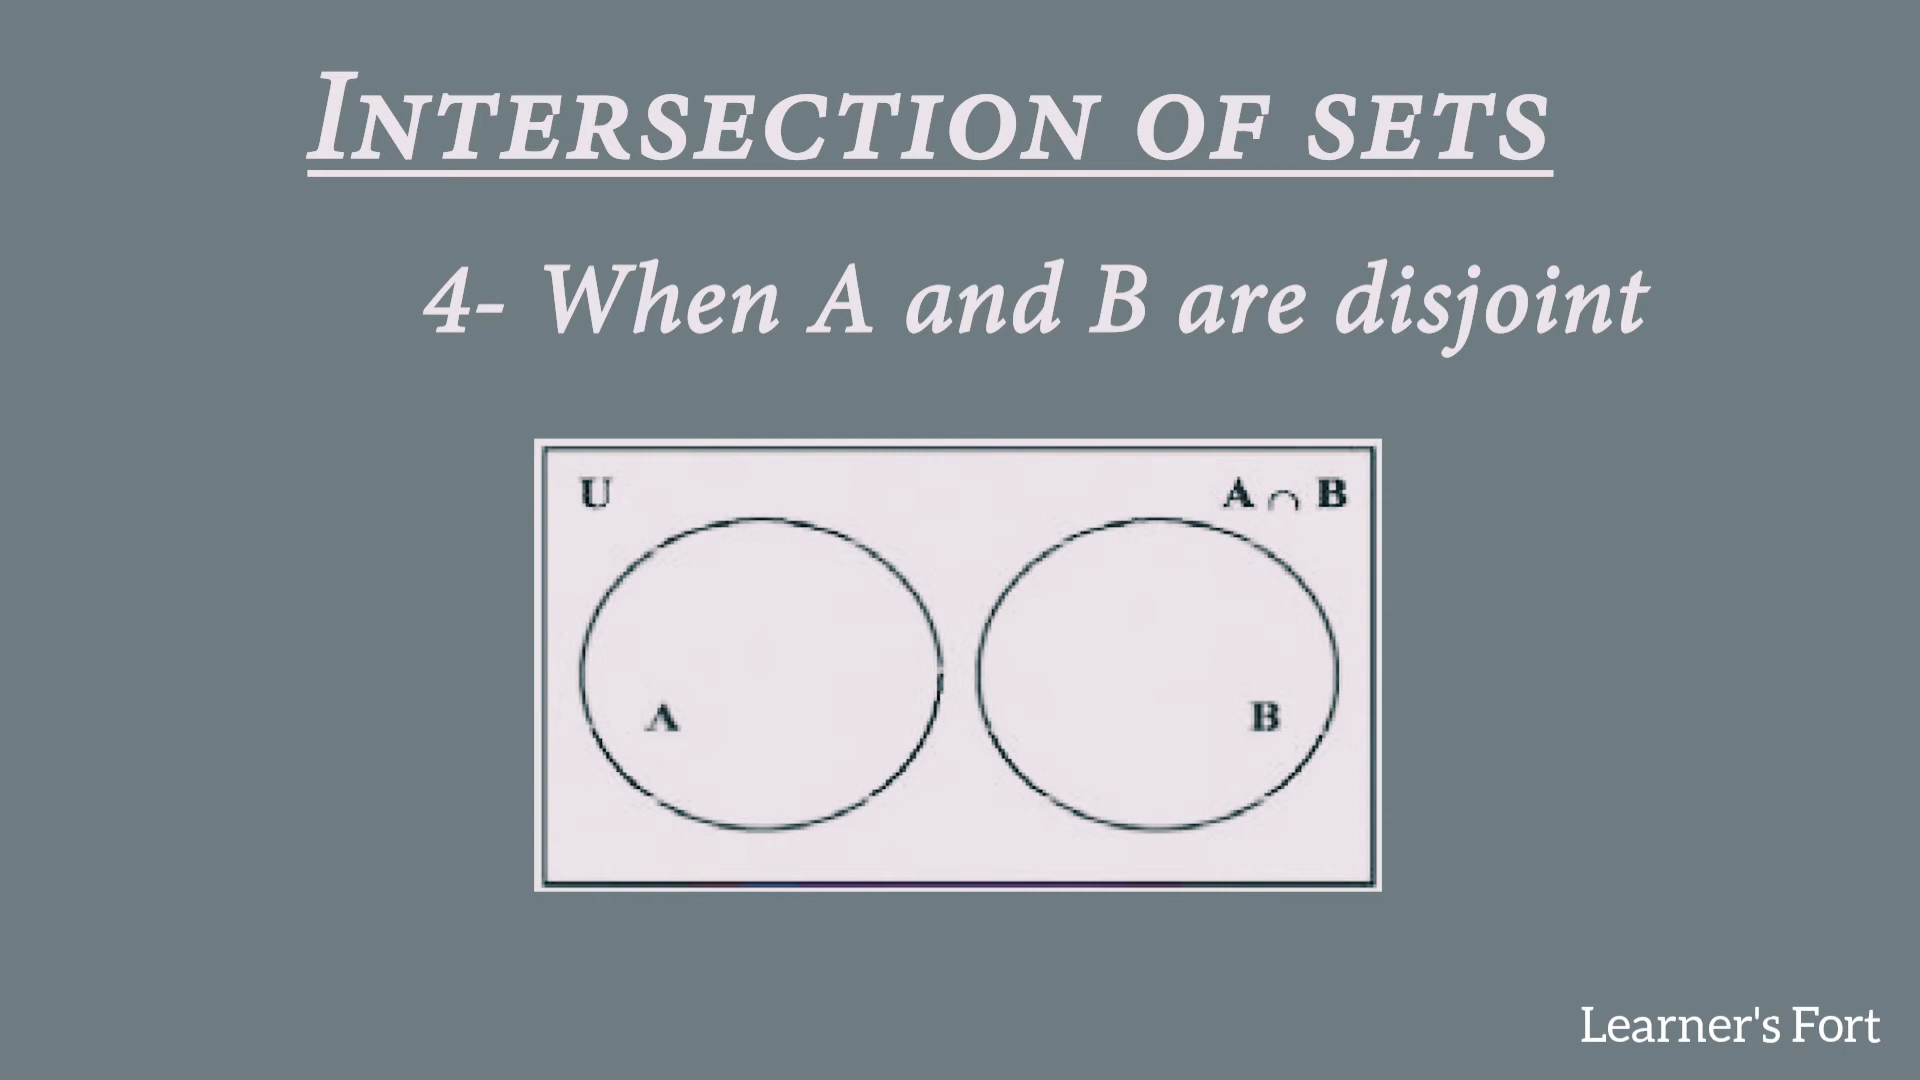 INTERSECTION OF SETS
4- When A and B are disjoint
U
A ∩ B
A
B
Learner's Fort